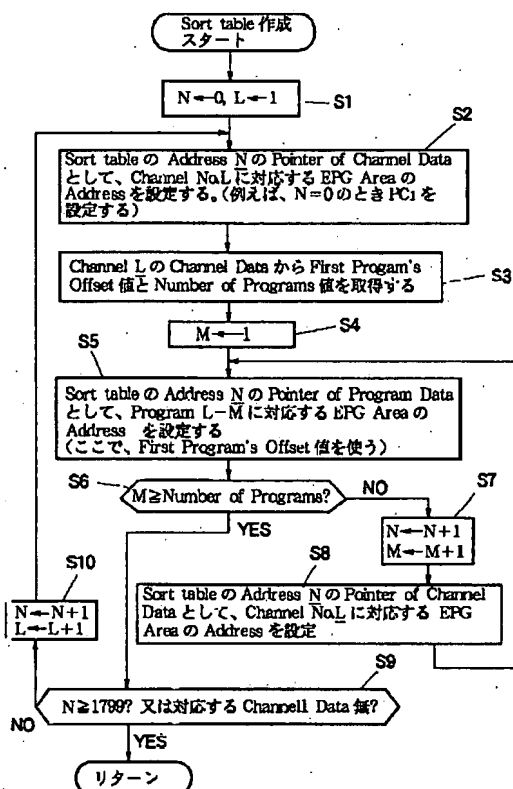 Sort table 作成
スタート
N←0, L←1
S1
S2
Sort table の Address N の Pointer of Channel Data
として、Channel No.L に対応する EPG Area の
Address を設定する。(例えば、N=0 のとき PC1 を
設定する)
Channel L の Channel Data から First Progam's
Offset 値と Number of Programs 値を取得する
S3
M←1
S4
S5
Sort table の Address N の Pointer of Program Data
として、Program L-M に対応する EPG Area の
Address を設定する
(ここで、First Program's Offset 値を使う)
S6
M≧Number of Programs?
NO
YES
S7
N←N+1
M←M+1
S8
Sort table の Address N の Pointer of Channel
Data として、Channel No.L に対応する EPG
Area の Address を設定
S10
N←N+1
L←L+1
S9
N≧1799? 又は対応する Channell Data 無?
NO
YES
リターン